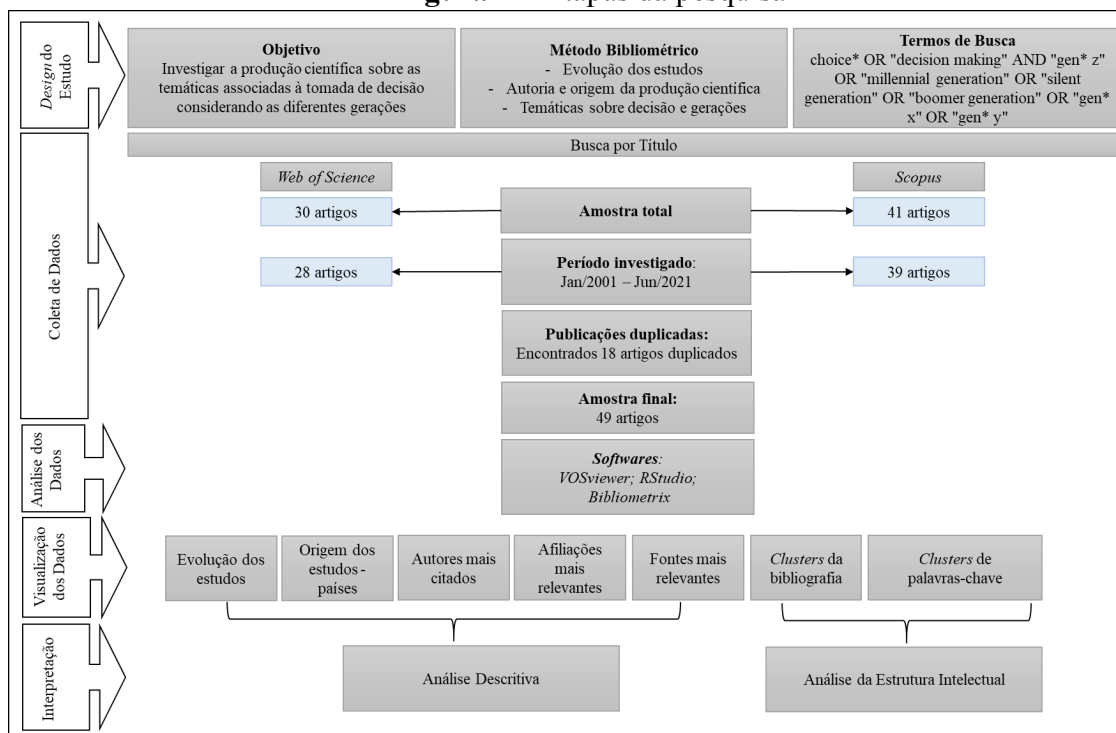 Design do
Estudo
Objetivo
Investigar a produção científica sobre as
temáticas associadas à tomada de decisão
considerando as diferentes gerações
Método Bibliométrico
- Evolução dos estudos
- Autoria e origem da produção científica
- Temáticas sobre decisão e gerações
Termos de Busca
choice* OR "decision making" AND "gen* z"
OR "millennial generation" OR "silent
generation" OR "boomer generation" OR "gen*
x" OR "gen* y"
Coleta de Dados
Busca por Titulo
Web of Science
Scopus
30 artigos
Amostra total
41 artigos
28 artigos
Período investigado:
Jan/2001 – Jun/2021
39 artigos
Publicações duplicadas:
Encontrados 18 artigos duplicados
Amostra final:
49 artigos
Análise dos
Dados
Softwares:
VOSviewer; RStudio;
Bibliometrix
Visualização
dos Dados
Evolução dos
estudos
Origem dos
estudos -
países
Autores mais
citados
Afiliações
mais
relevantes
Fontes mais
relevantes
Clusters da
bibliografia
Clusters de
palavras-chave
Interpretação
Análise Descritiva
Análise da Estrutura Intelectual